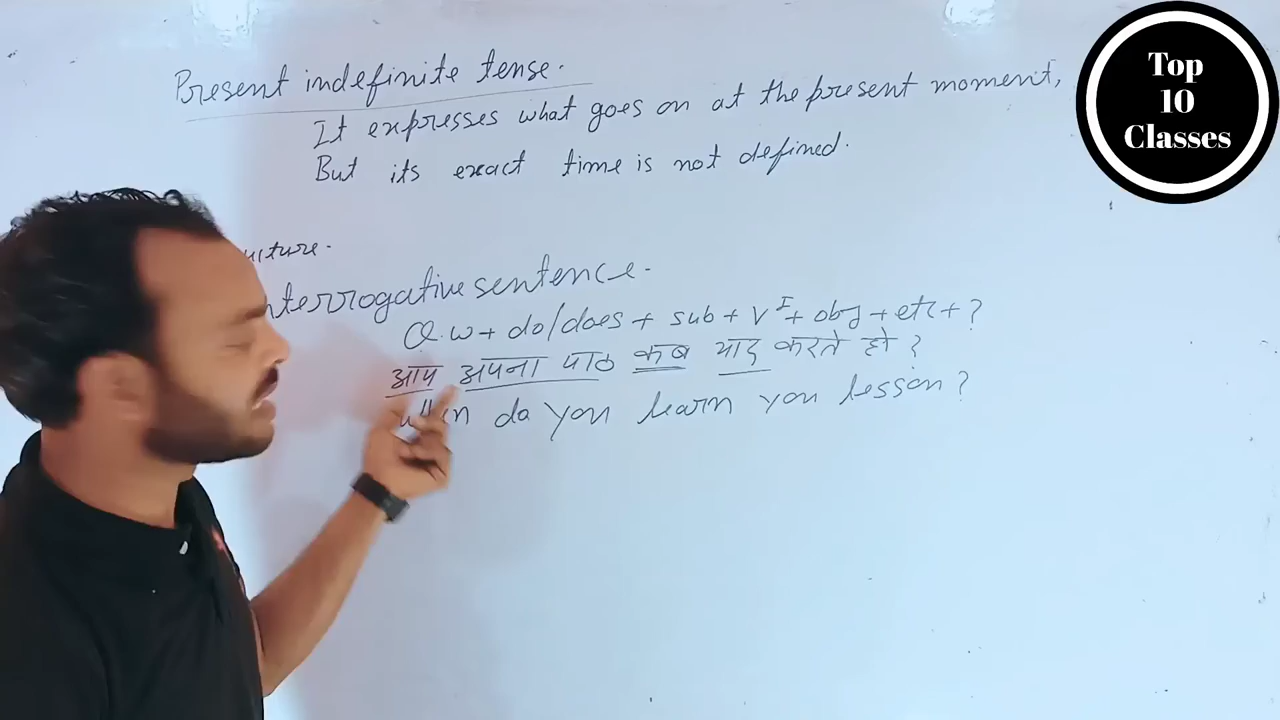 Present indefinite tense.
It expresses what goes on at the present moment,
But its exact time is not defined.
ucture.
nterrogative sentence.
Q.w+ do/does + sub + V I + obj + etc + ?
आप अपना पाठ कब याद करते हो ?
when do you learn you lesson ?
Top
10
Classes